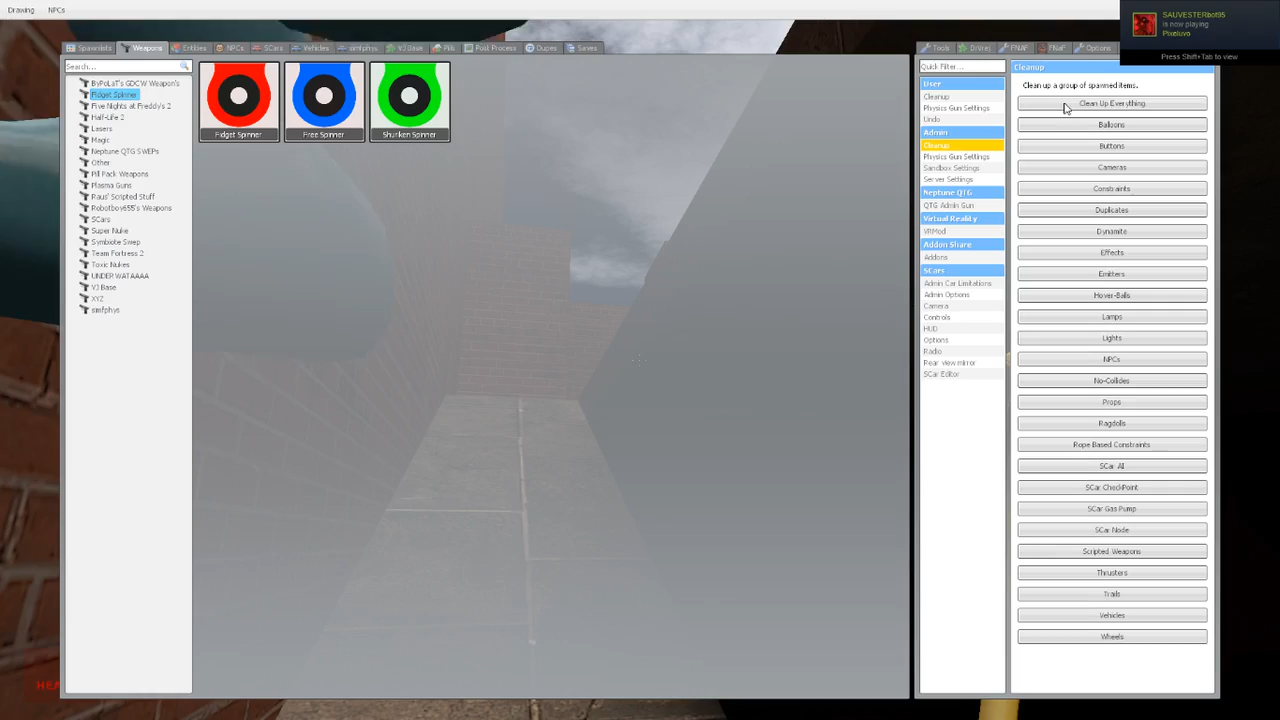 Drawing NPCs
SAUVESTERbot95
is now playing
Pixeluvo
Press Shift+Tab to view
Spawnlists Weapons Entities NPCs SCars Vehicles simfphys VJ Base Pills Post Process Dupes Saves
Search...
ByPoLaT's GDCW Weapon's
Fidget Spinner
Five Nights at Freddy's 2
Half-Life 2
Lasers
Magic
Neptune QTG SWEPs
Other
Pill Pack Weapons
Plasma Guns
Raus' Scripted Stuff
Robotboy655's Weapons
SCars
Super Nuke
Symbiote Swep
Team Fortress 2
Toxic Nukes
UNDER WATAAAA
VJ Base
XYZ
simfphys
Fidget Spinner
Free Spinner
Shuriken Spinner
Tools DrVrej FNAF FNaF Options
Quick Filter...
User
Cleanup
Physics Gun Settings
Undo
Admin
Cleanup
Physics Gun Settings
Sandbox Settings
Server Settings
Neptune QTG
QTG Admin Gun
Virtual Reality
VRMod
Addon Share
Addons
SCars
Admin Car Limitations
Admin Options
Camera
Controls
HUD
Options
Radio
Rear view mirror
SCar Editor
Cleanup
Clean up a group of spawned items.
Clean Up Everything
Balloons
Buttons
Cameras
Constraints
Duplicates
Dynamite
Effects
Emitters
Hover-Balls
Lamps
Lights
NPCs
No-Collides
Props
Ragdolls
Rope Based Constraints
SCar AI
SCar CheckPoint
SCar Gas Pump
SCar Node
Scripted Weapons
Thrusters
Trails
Vehicles
Wheels